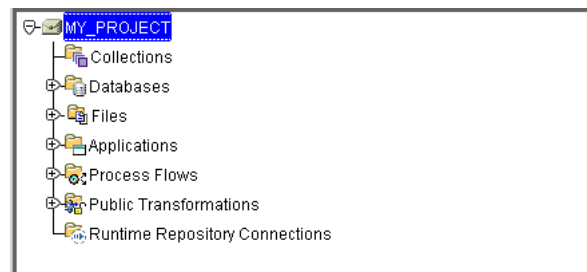 MY_PROJECT
Collections
Databases
Files
Applications
Process Flows
Public Transformations
Runtime Repository Connections